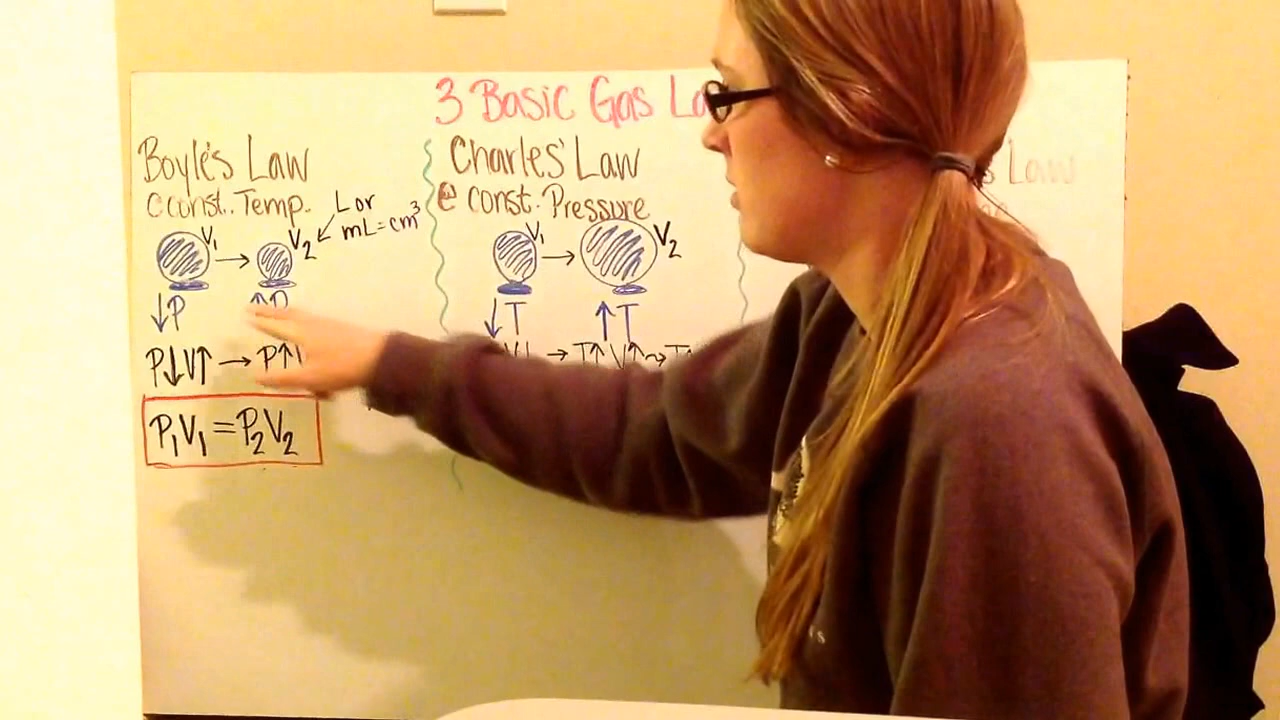 3 Basic Gas
Boyle's Law
@ const. Temp.
L or
mL = cm³
V₁ → V₂
↓P ↑P
P↓V↑ → P↑
P₁V₁ = P₂V₂
Charles' Law
@ const. Pressure
V₁ → V₂
↓T ↑T
→ T↑ V↑
Law